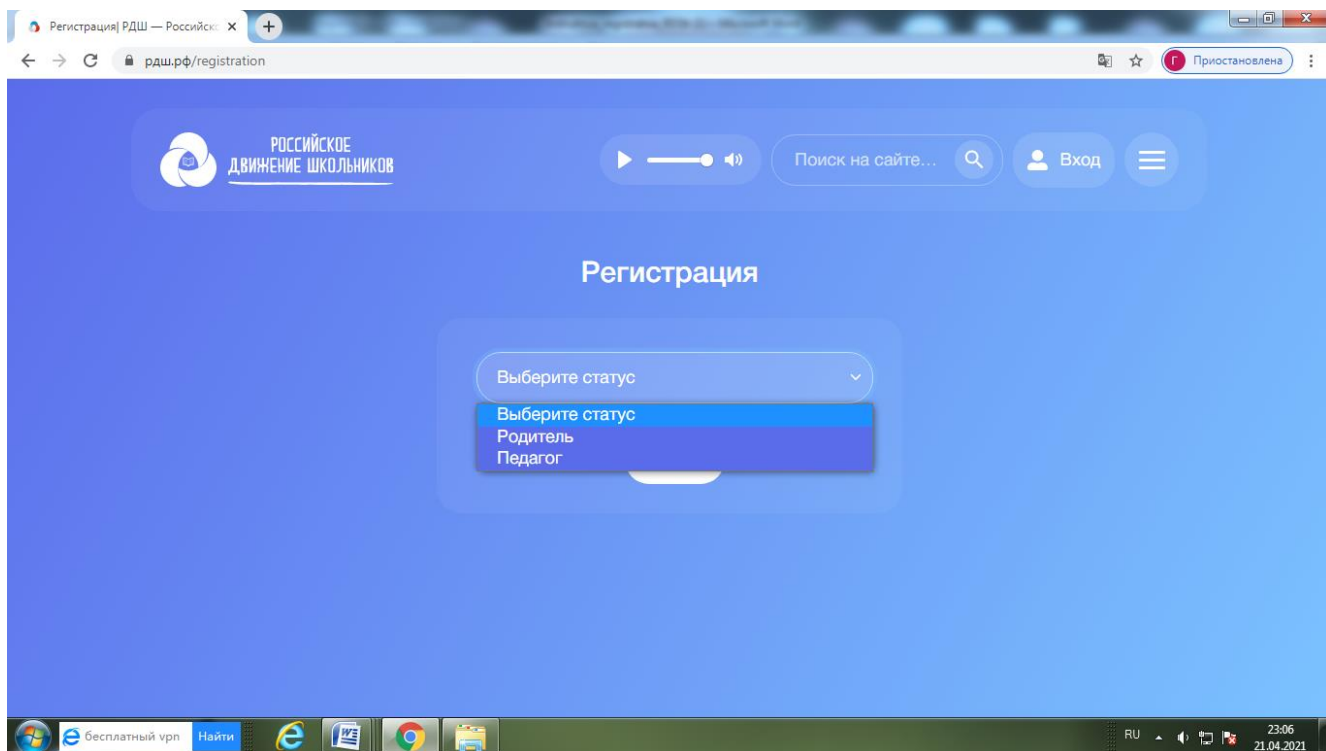 Регистрация| РДШ — Российск
рдш.рф/registration
Г Приостановлена
РОССИЙСКОЕ
ДВИЖЕНИЕ ШКОЛЬНИКОВ
Поиск на сайте...
Вход
Регистрация
Выберите статус
Выберите статус
Родитель
Педагог
бесплатный vpn
Найти
RU
23:06
21.04.2021